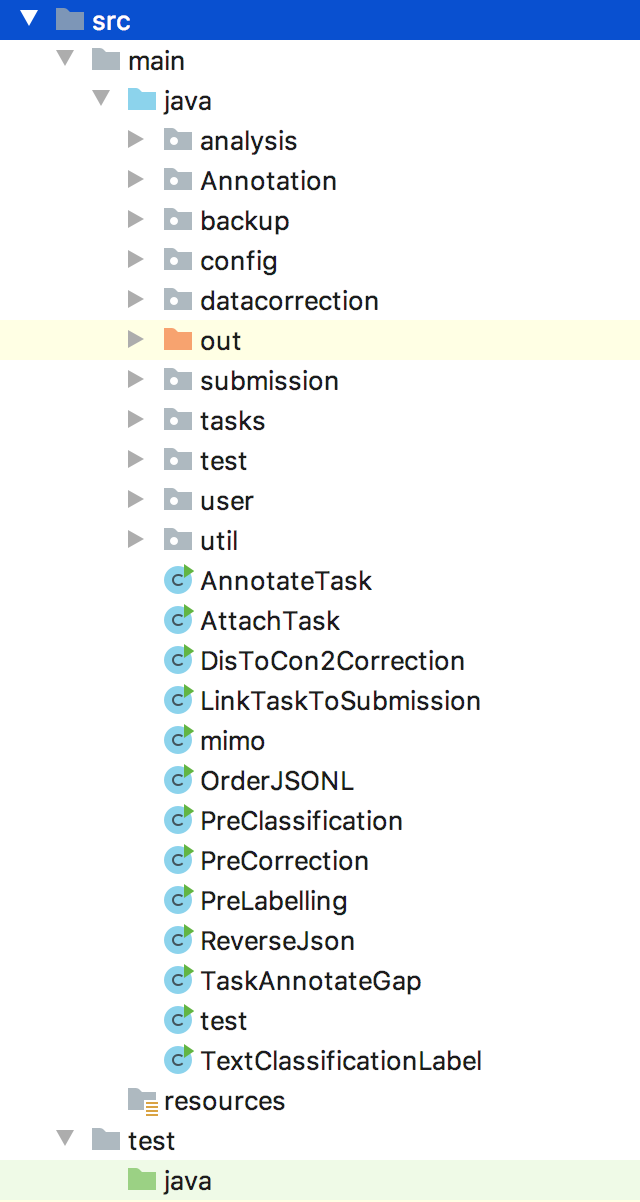 src
main
java
analysis
Annotation
backup
config
datacorrection
out
submission
tasks
test
user
util
C AnnotateTask
C AttachTask
C DisToCon2Correction
C LinkTaskToSubmission
C mimo
C OrderJSONL
C PreClassification
C PreCorrection
C PreLabelling
C ReverseJson
C TaskAnnotateGap
C test
C TextClassificationLabel
resources
test
java